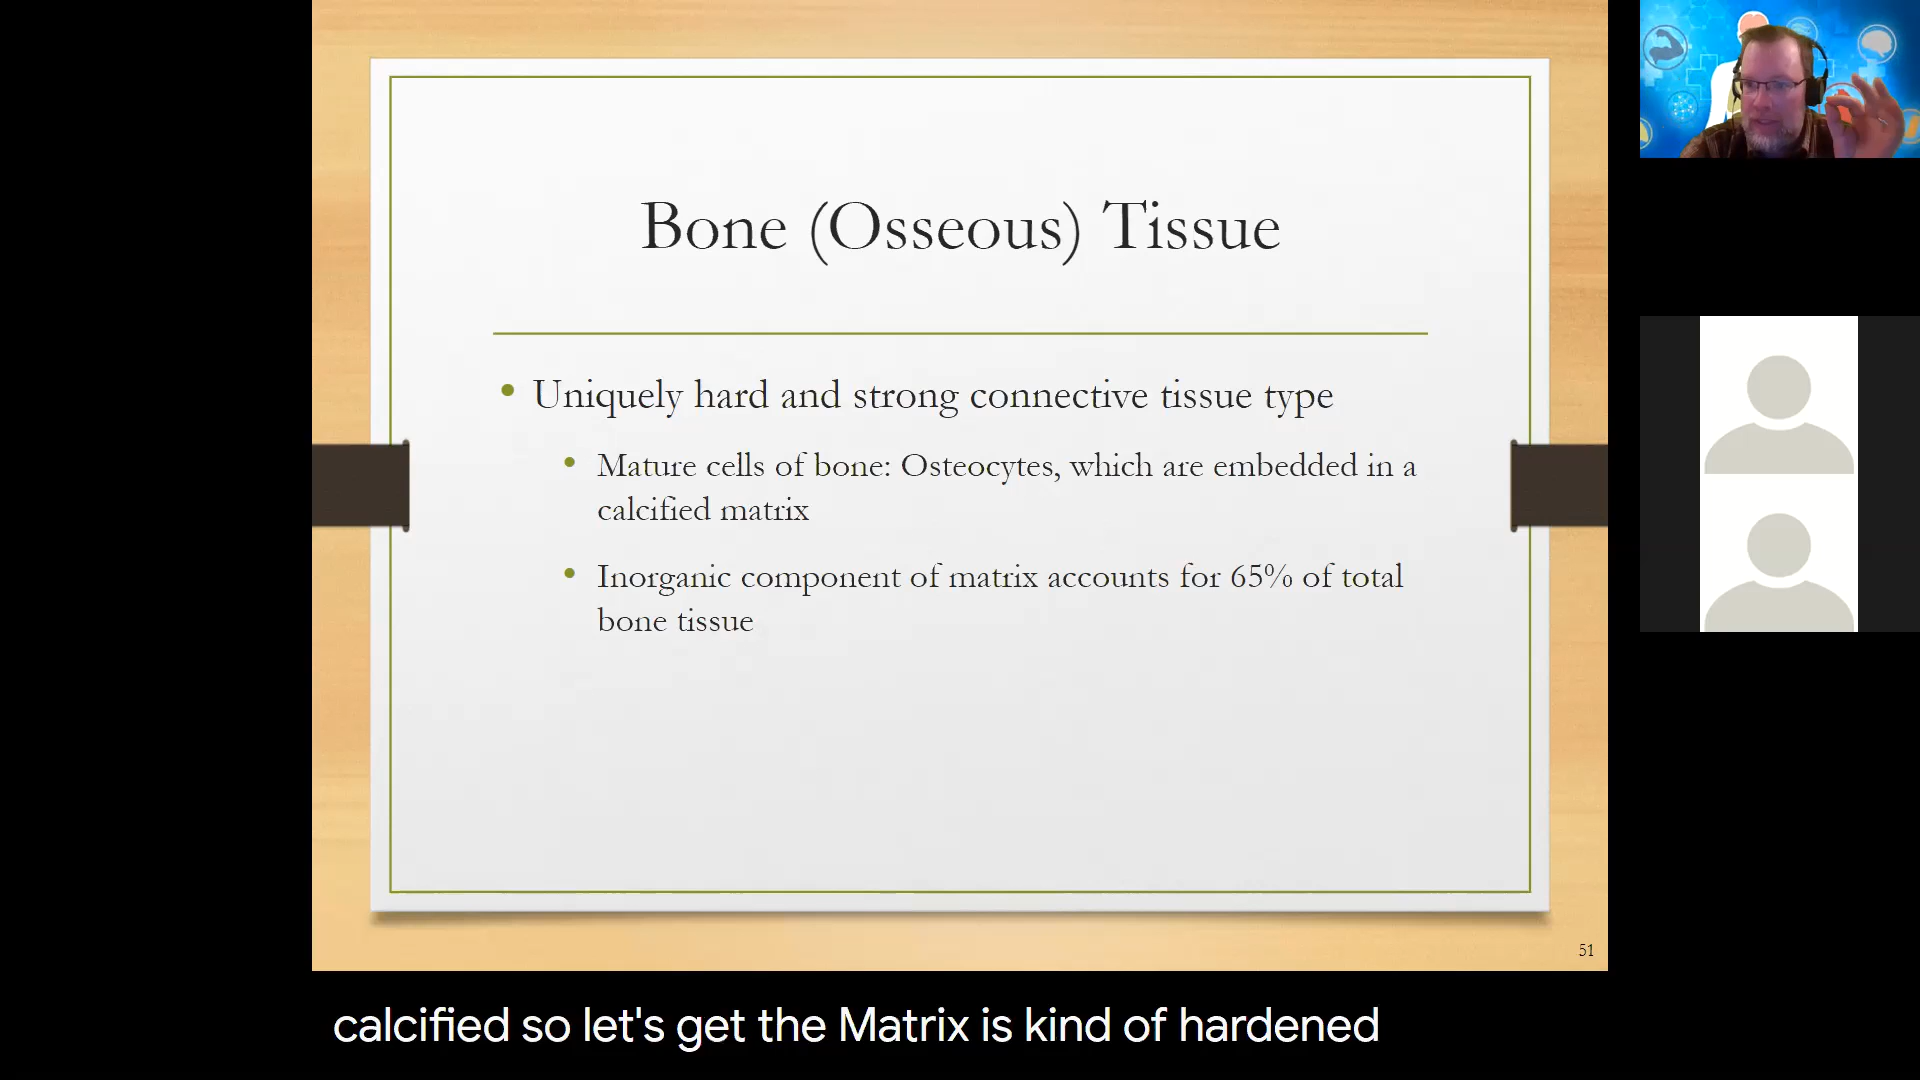 Bone (Osseous) Tissue
• Uniquely hard and strong connective tissue type
• Mature cells of bone: Osteocytes, which are embedded in a
calcified matrix
• Inorganic component of matrix accounts for 65% of total
bone tissue
51
calcified so let's get the Matrix is kind of hardened